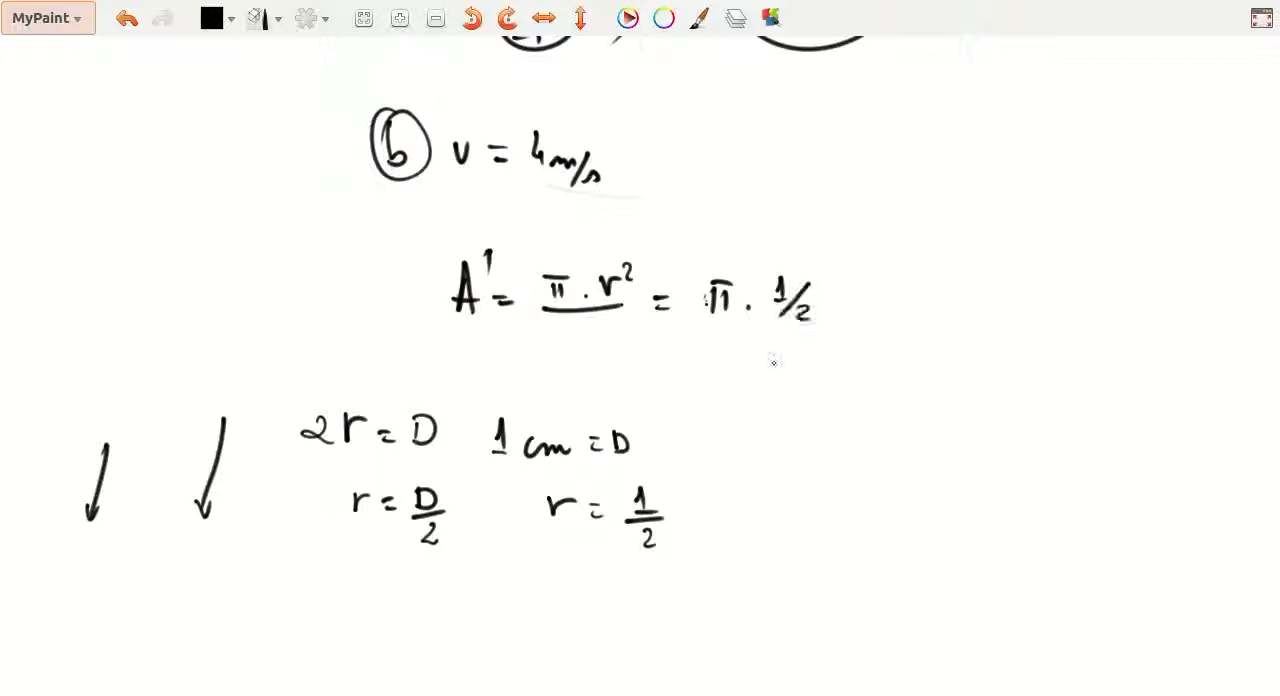 MyPaint
b v = 4 m/s
A' = π . r² = π . 1/2
2r = D 1 cm = D
r = D/2 r = 1/2